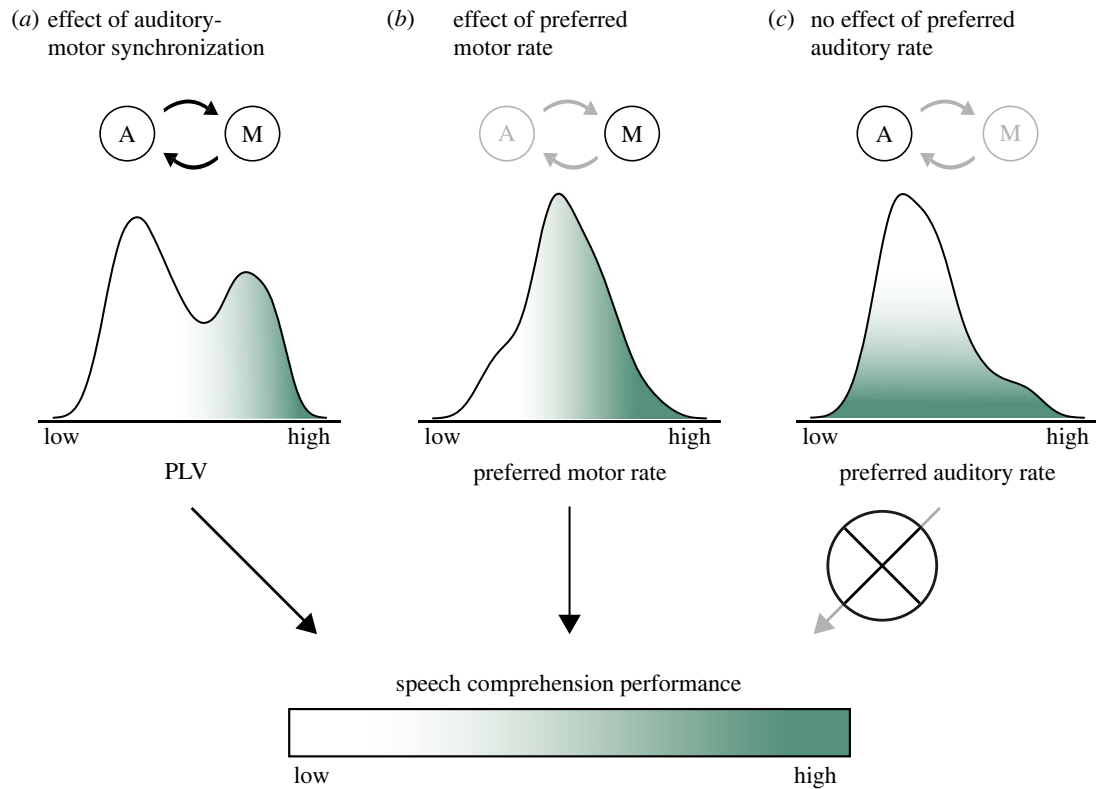 (a) effect of auditory-
motor synchronization
(b) effect of preferred
motor rate
(c) no effect of preferred
auditory rate
A M
A M
A M
low high
low high
low high
PLV
preferred motor rate
preferred auditory rate
speech comprehension performance
low high